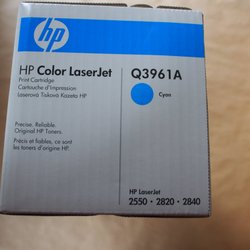 hp
HP Color LaserJet
Q3961A
Print Cartridge
Cartouche d'Impression
Laserová Tisková Kazeta HP
Cyan
Precise. Reliable.
Original HP Toners.
Précis et fiables, ce sont
les toners d'origine HP.
HP LaserJet
2550 • 2820 • 2840